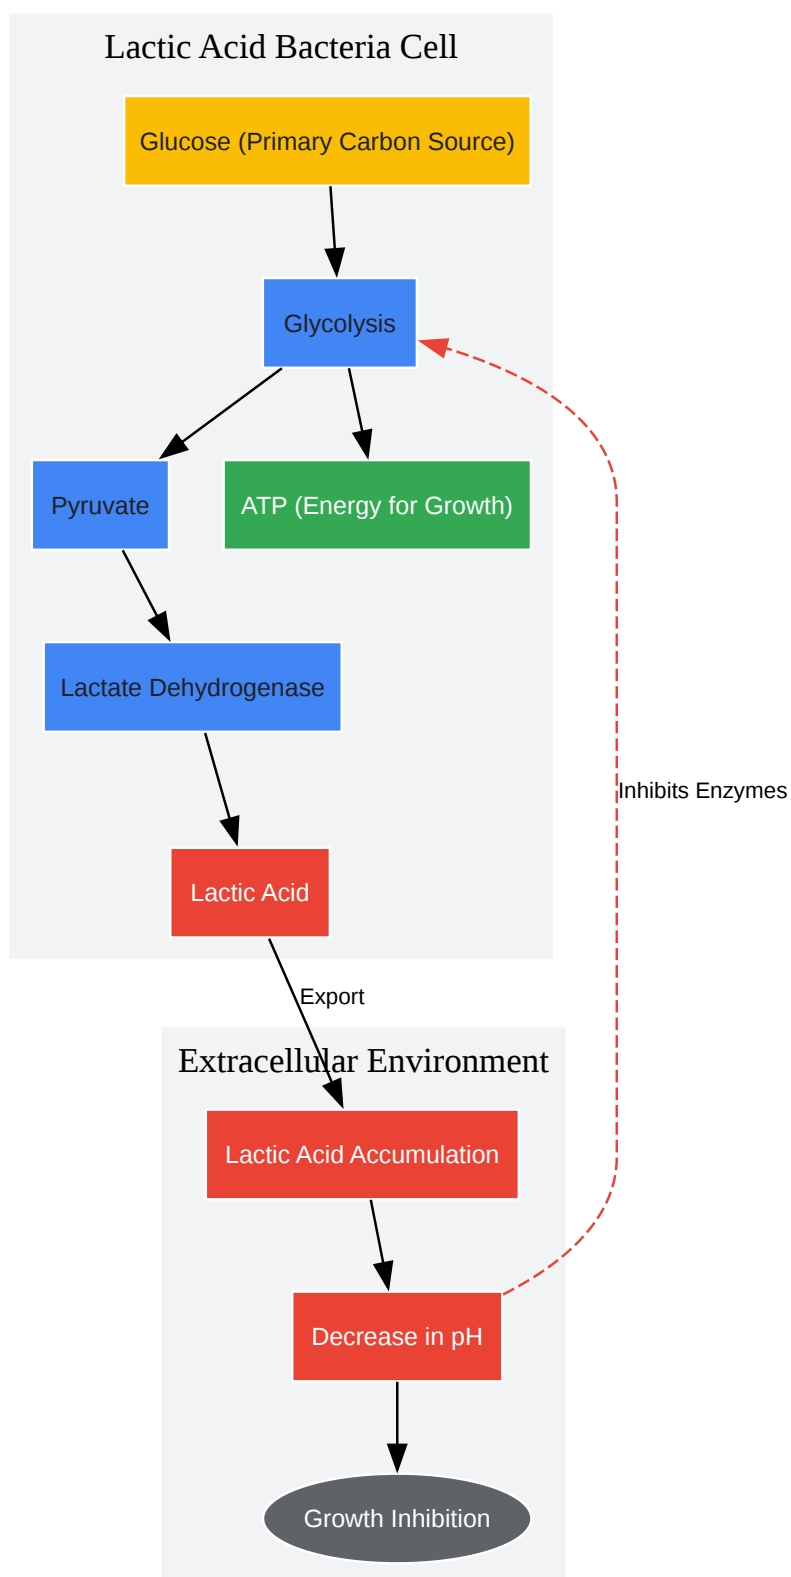 Lactic Acid Bacteria Cell
Glucose (Primary Carbon Source)
Glycolysis
Pyruvate
ATP (Energy for Growth)
Lactate Dehydrogenase
Inhibits Enzymes
Lactic Acid
Export
Extracellular Environment
Lactic Acid Accumulation
Decrease in pH
Growth Inhibition